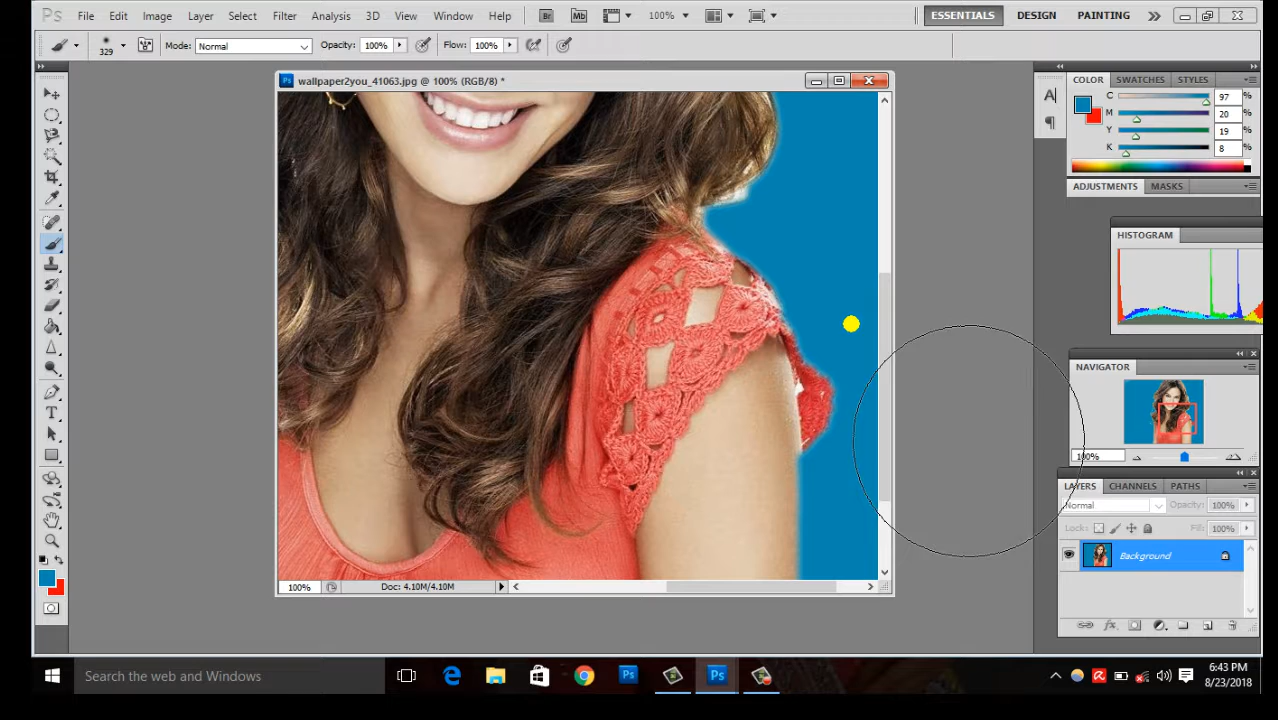 Ps File Edit Image Layer Select Filter Analysis 3D View Window Help Br Mb 100% ESSENTIALS DESIGN PAINTING
329 Mode: Normal Opacity: 100% Flow: 100%
wallpaper2you_41063.jpg @ 100% (RGB/8) *
COLOR SWATCHES STYLES
C 97 %
M 20 %
Y 19 %
K 8 %
ADJUSTMENTS MASKS
HISTOGRAM
NAVIGATOR
100%
LAYERS CHANNELS PATHS
Normal Opacity: 100%
Lock: Fill: 100%
Background
100% Doc: 4.10M/4.10M
Search the web and Windows
6:43 PM
8/23/2018